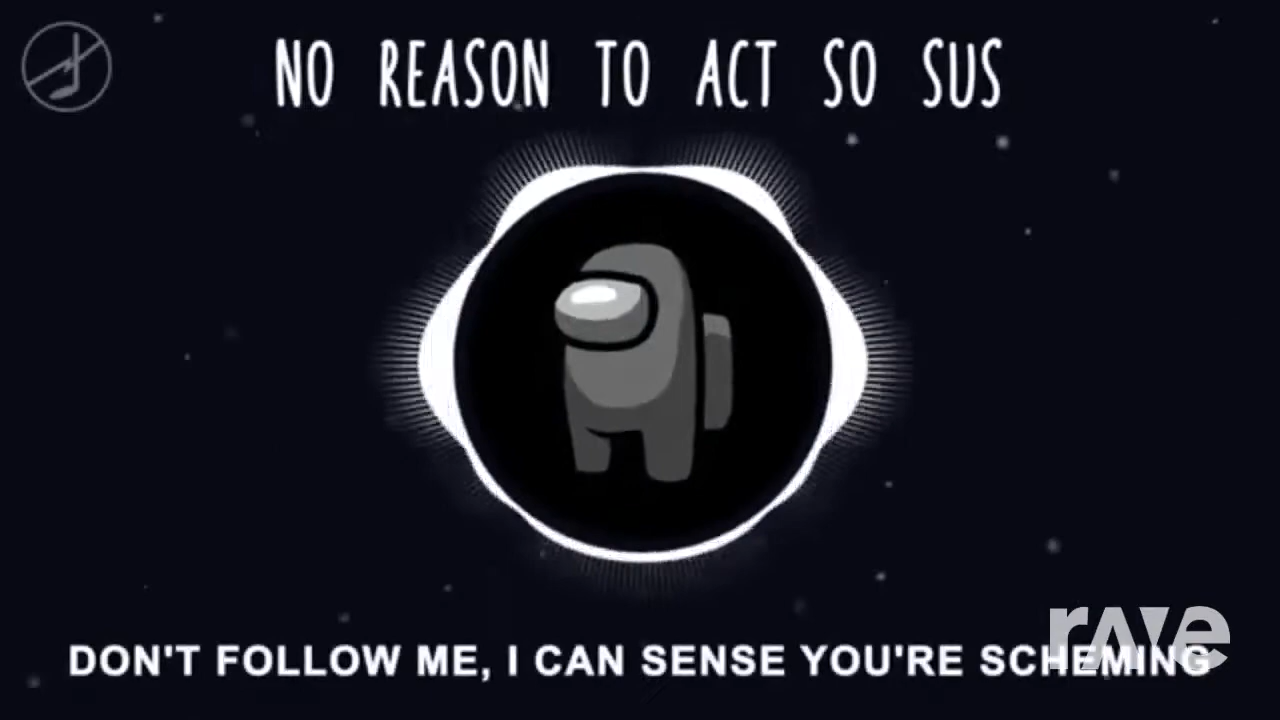 NO REASON TO ACT SO SUS
DON'T FOLLOW ME, I CAN SENSE YOU'RE SCHEMING
rave